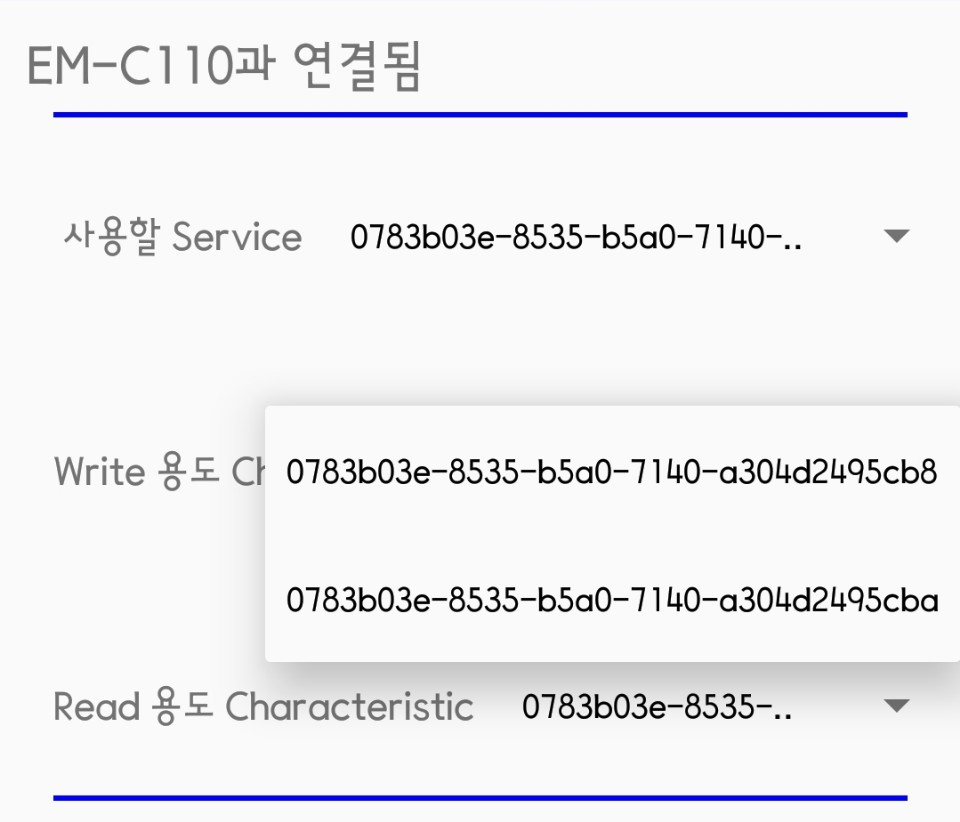 EM-C110과 연결됨
사용할 Service 0783b03e-8535-b5a0-7140-..
Write 용도 0783b03e-8535-b5a0-7140-a304d2495cb8
0783b03e-8535-b5a0-7140-a304d2495cba
Read 용도 Characteristic 0783b03e-8535-..